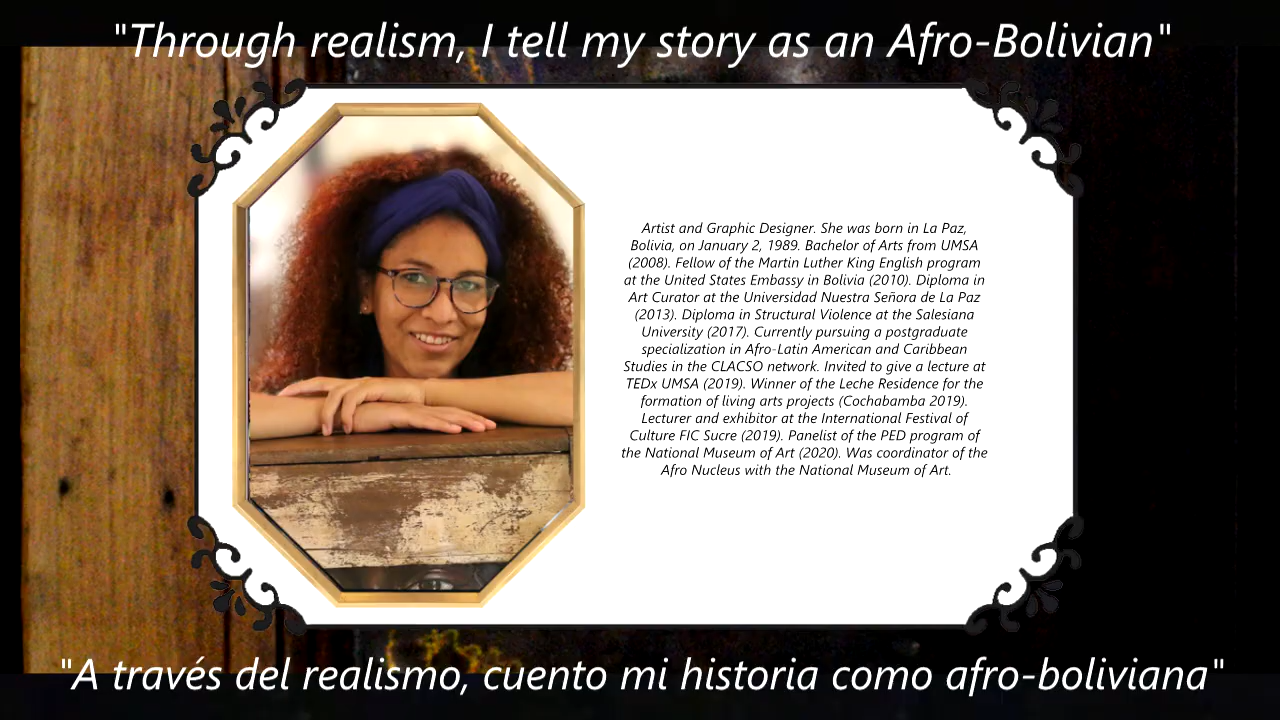 "Through realism, I tell my story as an Afro-Bolivian"
Artist and Graphic Designer. She was born in La Paz,
Bolivia, on January 2, 1989. Bachelor of Arts from UMSA
(2008). Fellow of the Martin Luther King English program
at the United States Embassy in Bolivia (2010). Diploma in
Art Curator at the Universidad Nuestra Señora de La Paz
(2013). Diploma in Structural Violence at the Salesiana
University (2017). Currently pursuing a postgraduate
specialization in Afro-Latin American and Caribbean
Studies in the CLACSO network. Invited to give a lecture at
TEDx UMSA (2019). Winner of the Leche Residence for the
formation of living arts projects (Cochabamba 2019).
Lecturer and exhibitor at the International Festival of
Culture FIC Sucre (2019). Panelist of the PED program of
the National Museum of Art (2020). Was coordinator of the
Afro Nucleus with the National Museum of Art.
"A través del realismo, cuento mi historia como afro-boliviana"